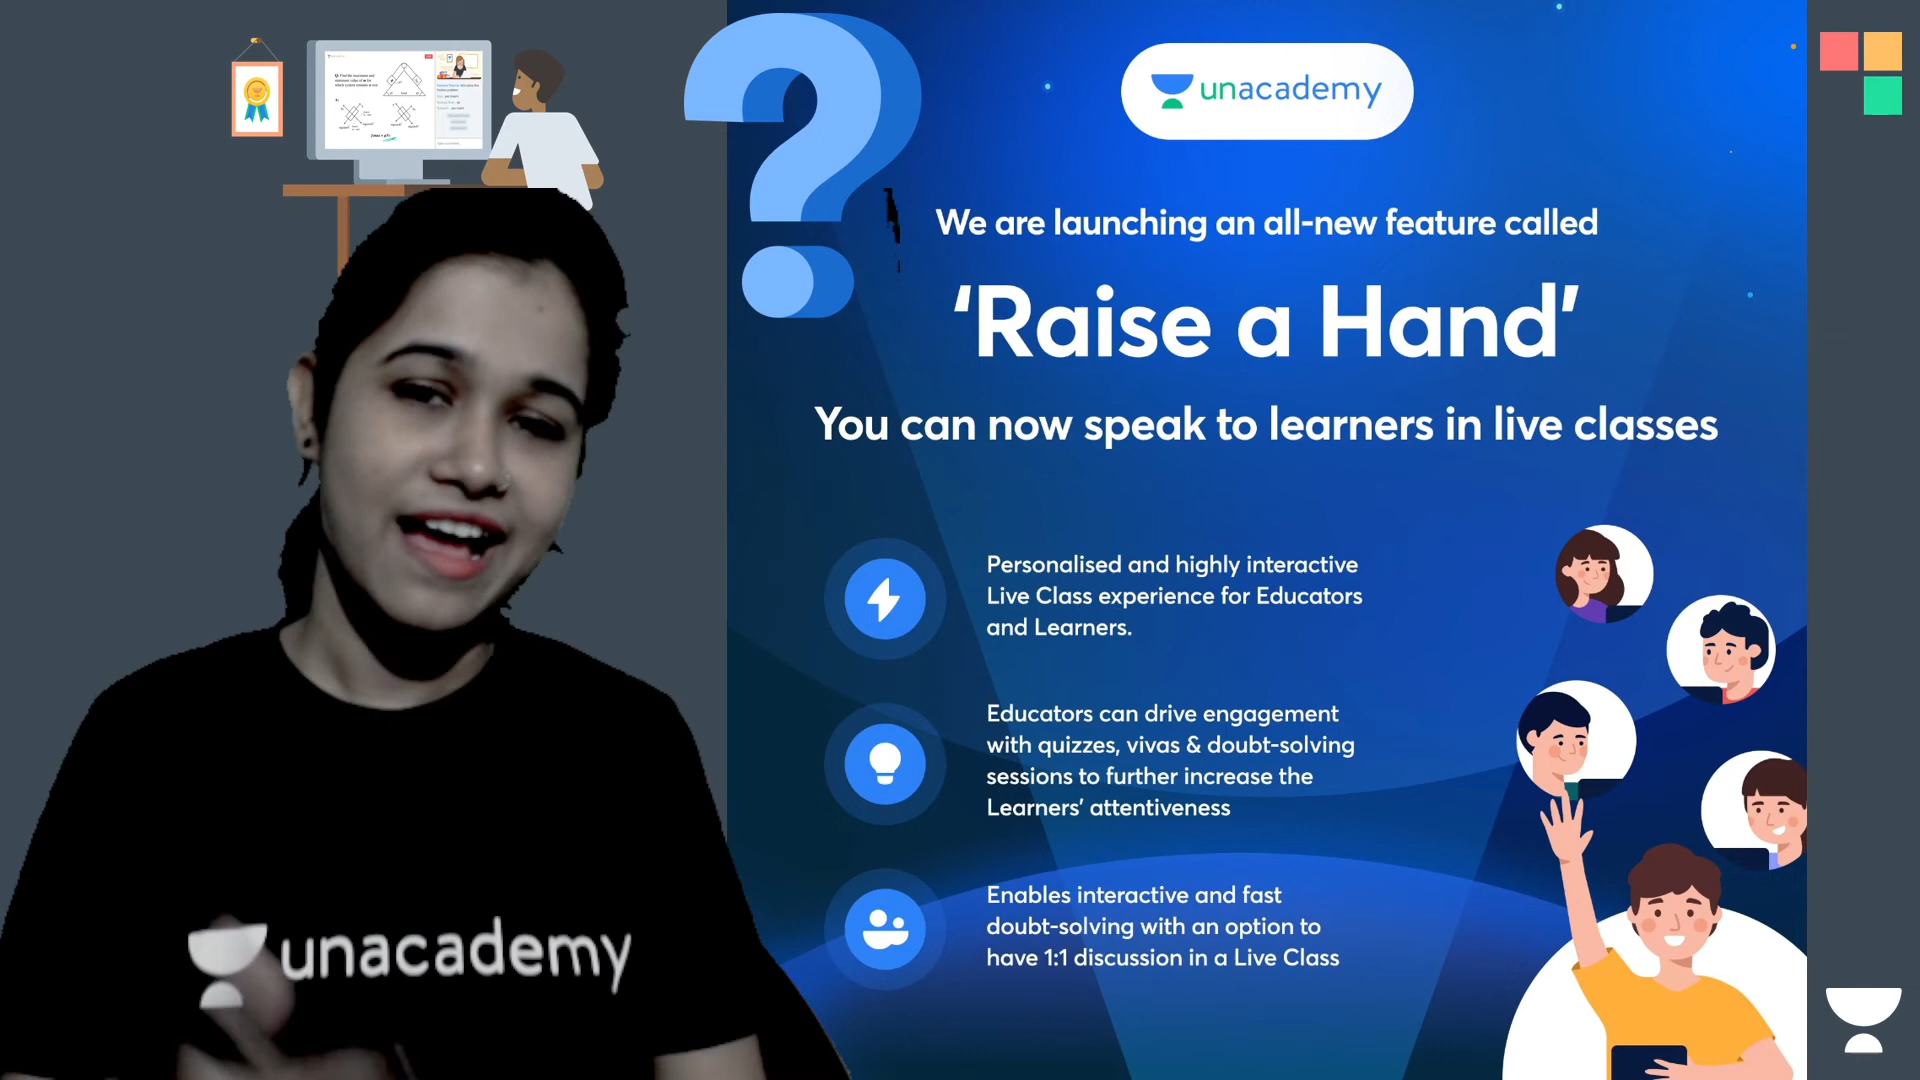 unacademy
We are launching an all-new feature called
‘Raise a Hand’
You can now speak to learners in live classes
Personalised and highly interactive
Live Class experience for Educators
and Learners.
Educators can drive engagement
with quizzes, vivas & doubt-solving
sessions to further increase the
Learners’ attentiveness
Enables interactive and fast
doubt-solving with an option to
have 1:1 discussion in a Live Class
unacademy